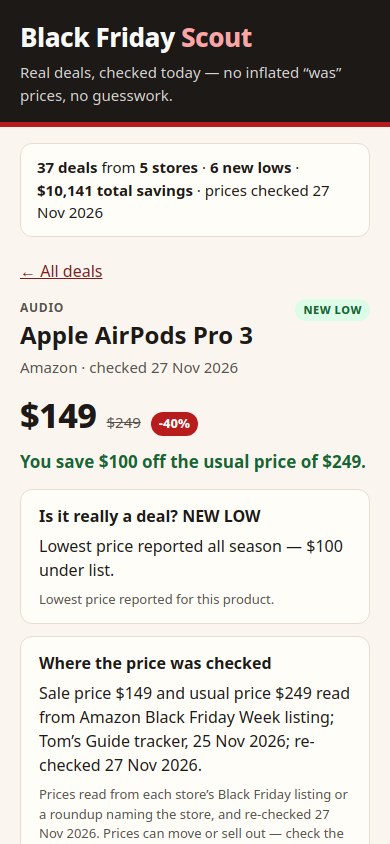 Black Friday Scout
Real deals, checked today — no inflated “was”
prices, no guesswork.
37 deals from 5 stores · 6 new lows ·
$10,141 total savings · prices checked 27
Nov 2026
← All deals
AUDIO
NEW LOW
Apple AirPods Pro 3
Amazon · checked 27 Nov 2026
$149 $249 -40%
You save $100 off the usual price of $249.
Is it really a deal? NEW LOW
Lowest price reported all season — $100
under list.
Lowest price reported for this product.
Where the price was checked
Sale price $149 and usual price $249 read
from Amazon Black Friday Week listing;
Tom’s Guide tracker, 25 Nov 2026; re-
checked 27 Nov 2026.
Prices read from each store’s Black Friday listing or
a roundup naming the store, and re-checked 27
Nov 2026. Prices can move or sell out — check the